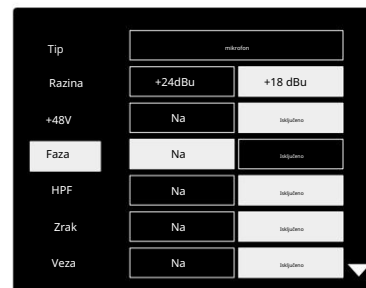 Tip mikrofon
Razina +24dBu +18 dBu
+48V Na Isključeno
Faza Na Isključeno
HPF Na Isključeno
Zrak Na Isključeno
Veza Na Isključeno